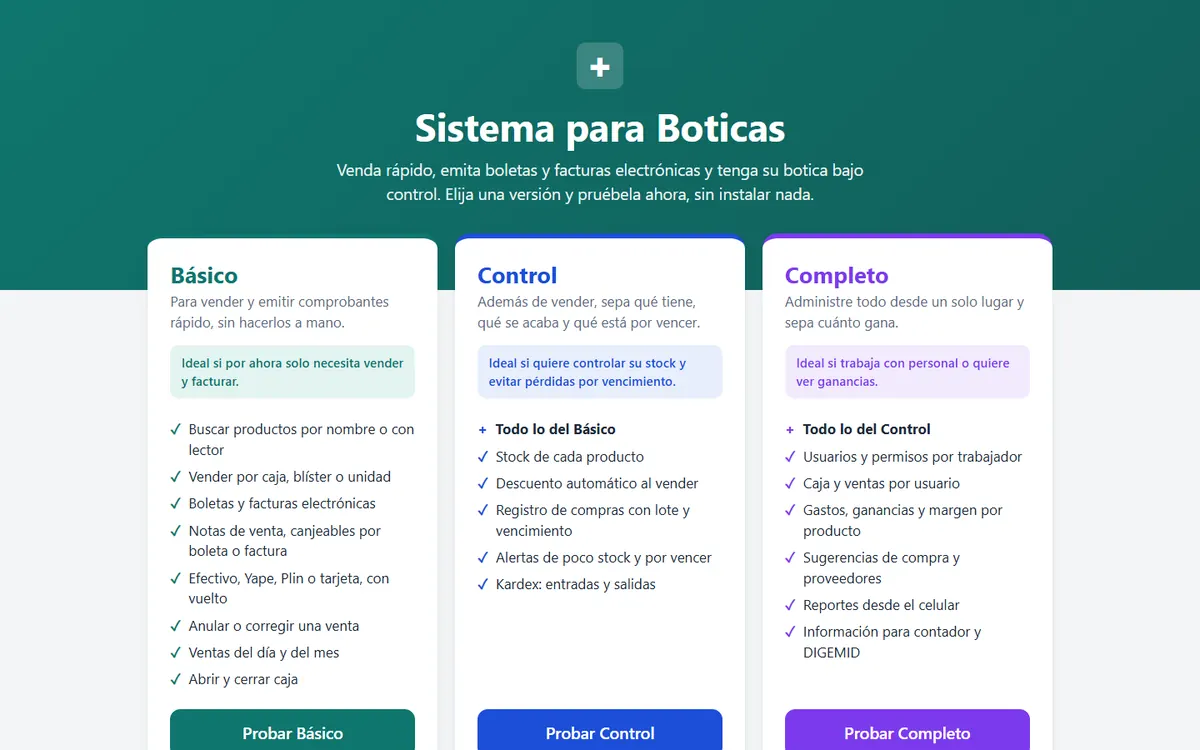 Sistema para Boticas
Venda rápido, emita boletas y facturas electrónicas y tenga su botica bajo
control. Elija una versión y pruébela ahora, sin instalar nada.
Básico
Para vender y emitir comprobantes
rápido, sin hacerlos a mano.
Ideal si por ahora solo necesita vender
y facturar.
✓ Buscar productos por nombre o con
lector
✓ Vender por caja, blíster o unidad
✓ Boletas y facturas electrónicas
✓ Notas de venta, canjeables por
boleta o factura
✓ Efectivo, Yape, Plin o tarjeta, con
vuelto
✓ Anular o corregir una venta
✓ Ventas del día y del mes
✓ Abrir y cerrar caja
Probar Básico
Control
Además de vender, sepa qué tiene,
qué se acaba y qué está por vencer.
Ideal si quiere controlar su stock y
evitar pérdidas por vencimiento.
+ Todo lo del Básico
✓ Stock de cada producto
✓ Descuento automático al vender
✓ Registro de compras con lote y
vencimiento
✓ Alertas de poco stock y por vencer
✓ Kardex: entradas y salidas
Probar Control
Completo
Administre todo desde un solo lugar y
sepa cuánto gana.
Ideal si trabaja con personal o quiere
ver ganancias.
+ Todo lo del Control
✓ Usuarios y permisos por trabajador
✓ Caja y ventas por usuario
✓ Gastos, ganancias y margen por
producto
✓ Sugerencias de compra y
proveedores
✓ Reportes desde el celular
✓ Información para contador y
DIGEMID
Probar Completo